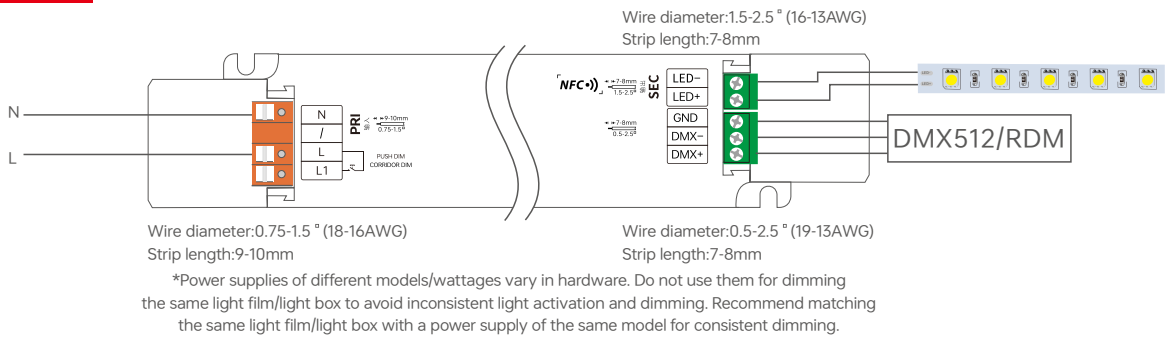 Wire diameter:1.5-2.5▫(16-13AWG)
Strip length:7-8mm
NFC
7-8mm
1.5-2.5▫
SEC
LED−
LED+
N
L
N
/
L
L1
PRI
输入
9-10mm
0.75-1.5▫
PUSH DIM
CORRIDOR DIM
7-8mm
0.5-2.5▫
GND
DMX−
DMX+
DMX512/RDM
Wire diameter:0.75-1.5▫(18-16AWG)
Strip length:9-10mm
Wire diameter:0.5-2.5▫(19-13AWG)
Strip length:7-8mm
*Power supplies of different models/wattages vary in hardware. Do not use them for dimming
the same light film/light box to avoid inconsistent light activation and dimming. Recommend matching
the same light film/light box with a power supply of the same model for consistent dimming.